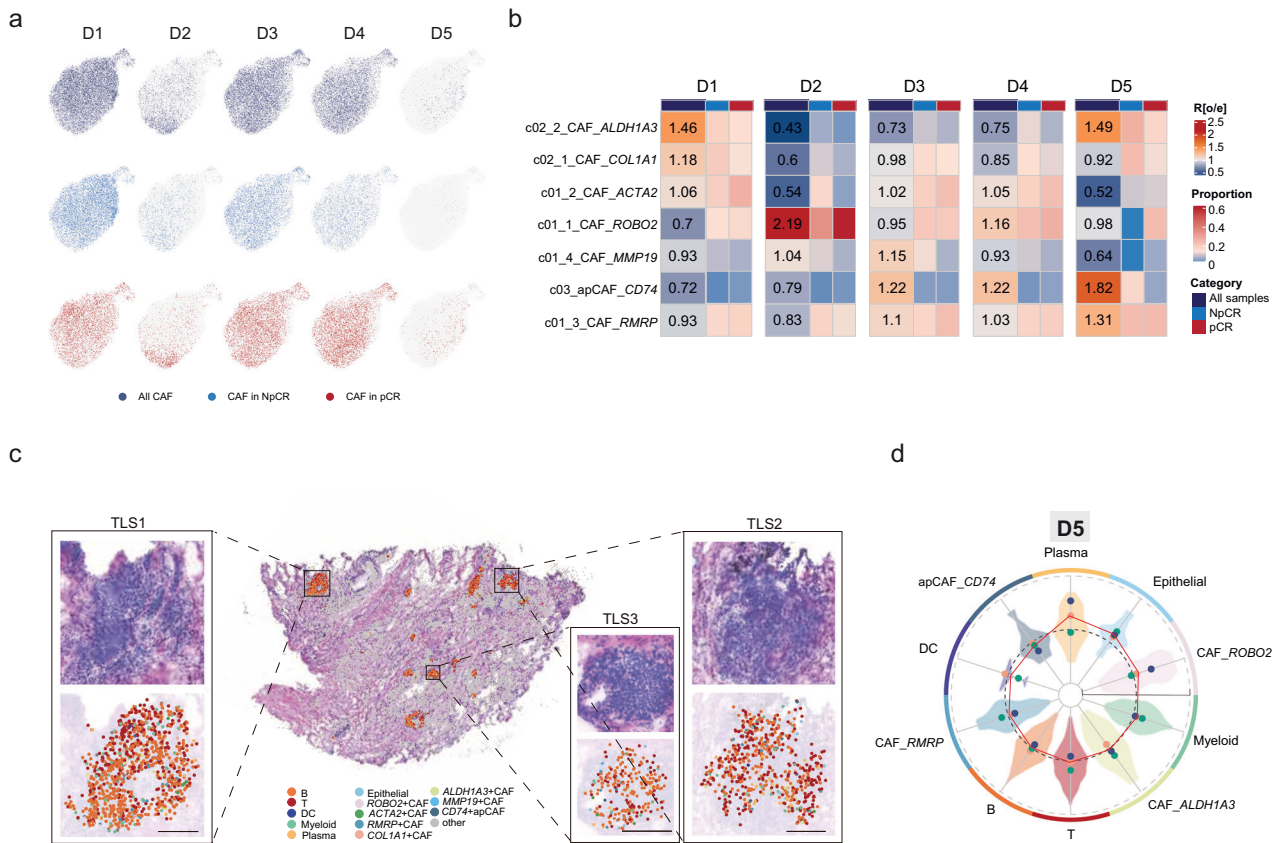 a
D1 D2 D3 D4 D5
All CAF CAF in NpCR CAF in pCR
b
D1 D2 D3 D4 D5
c02_2_CAF_ALDH1A3 1.46 0.43 0.73 0.75 1.49
c02_1_CAF_COL1A1 1.18 0.6 0.98 0.85 0.92
c01_2_CAF_ACTA2 1.06 0.54 1.02 1.05 0.52
c01_1_CAF_ROBO2 0.7 2.19 0.95 1.16 0.98
c01_4_CAF_MMP19 0.93 1.04 1.15 0.93 0.64
c03_apCAF_CD74 0.72 0.79 1.22 1.22 1.82
c01_3_CAF_RMRP 0.93 0.83 1.1 1.03 1.31
R[o/e]
2.5
2
1.5
1
0.5
Proportion
0.6
0.4
0.2
0
Category
All samples
NpCR
pCR
c
TLS1
TLS2
TLS3
B
T
DC
Myeloid
Plasma
Epithelial
ROBO2+CAF
ACTA2+CAF
RMRP+CAF
COL1A1+CAF
ALDH1A3+CAF
MMP19+CAF
CD74+apCAF
other
d
D5
Plasma
Epithelial
CAF_ROBO2
Myeloid
CAF_ALDH1A3
T
B
CAF_RMRP
DC
apCAF_CD74